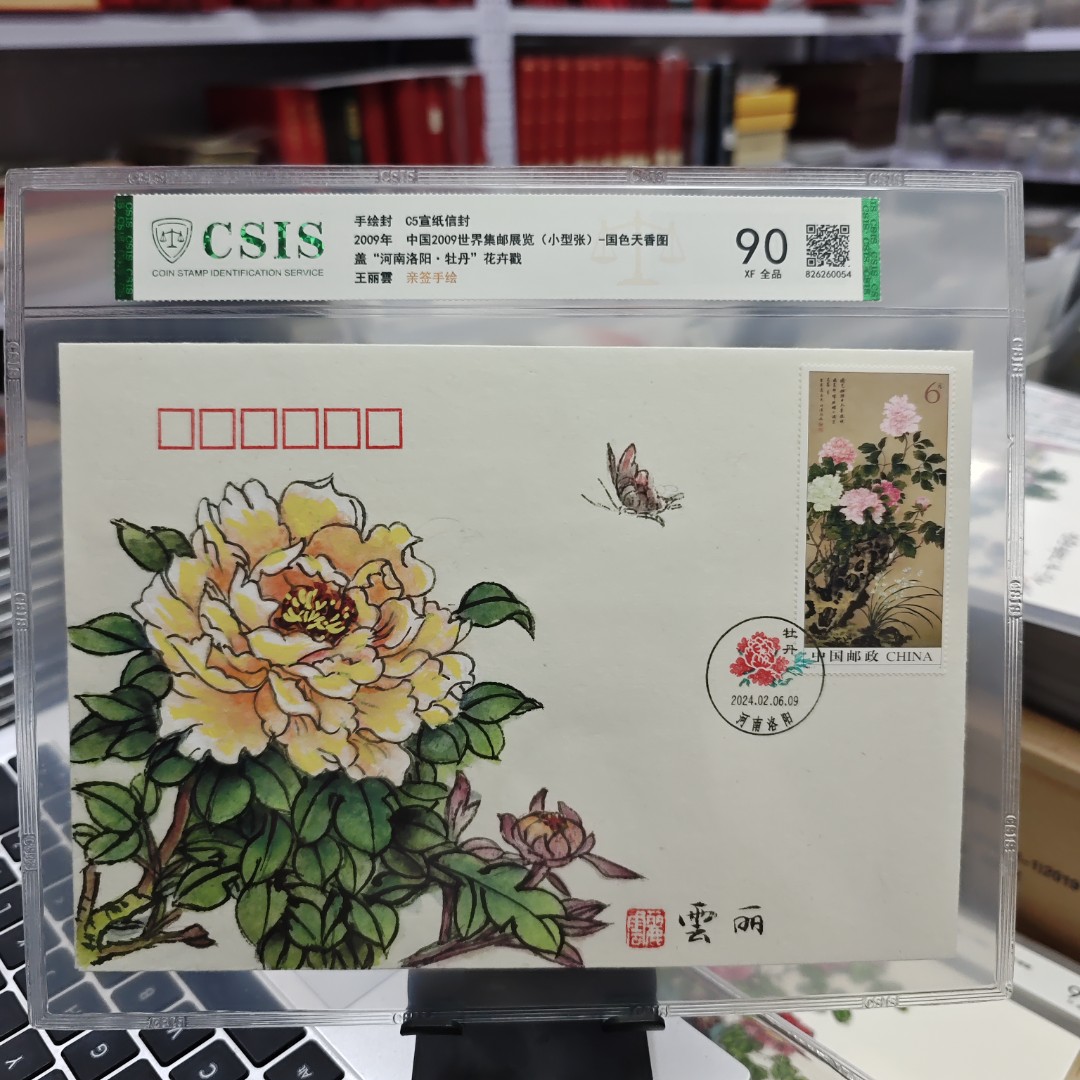 CSIS
COIN STAMP IDENTIFICATION SERVICE
手绘封 C5宣纸信封
2009年 中国2009世界集邮展览（小型张）-国色天香图
盖“河南洛阳·牡丹”花卉戳
王丽雲 亲签手绘
90
XF 全品
826260054
6元
中国邮政 CHINA
牡丹
2024.02.06.09
河南洛阳
雲丽